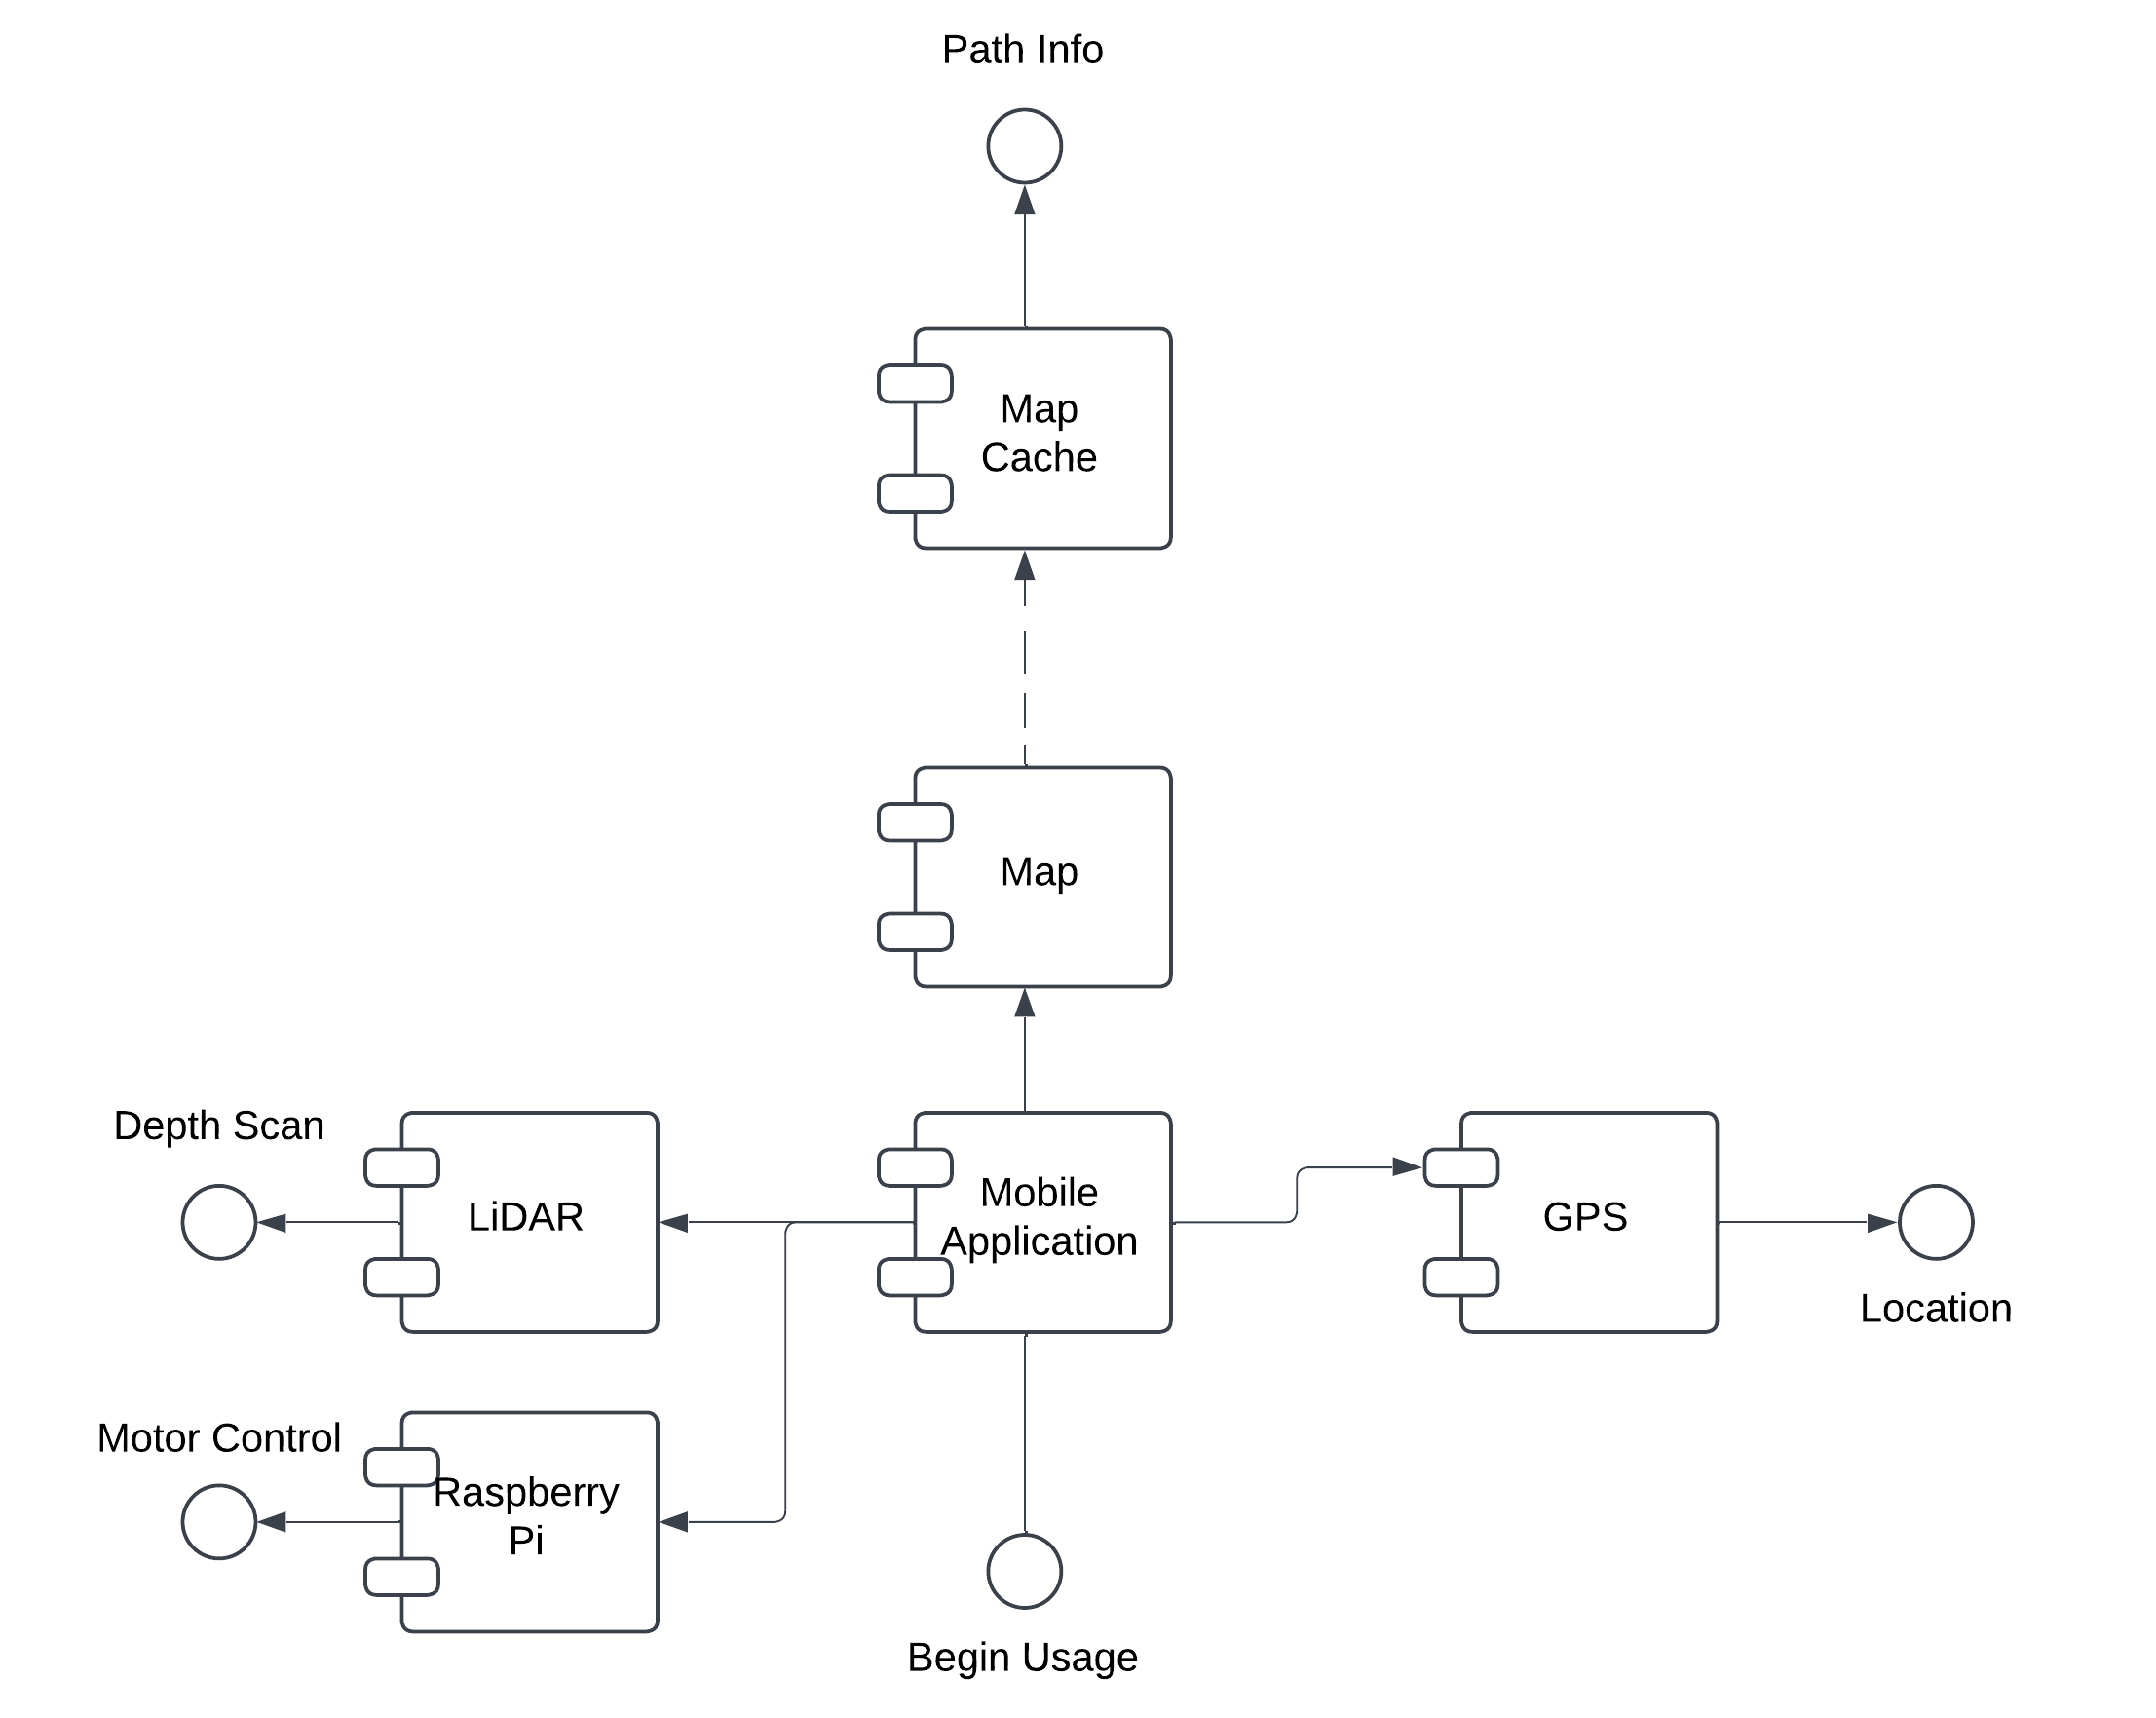 Path Info
Map
Cache
Map
Depth Scan
LiDAR
Mobile
Application
GPS
Location
Motor Control
Raspberry
Pi
Begin Usage